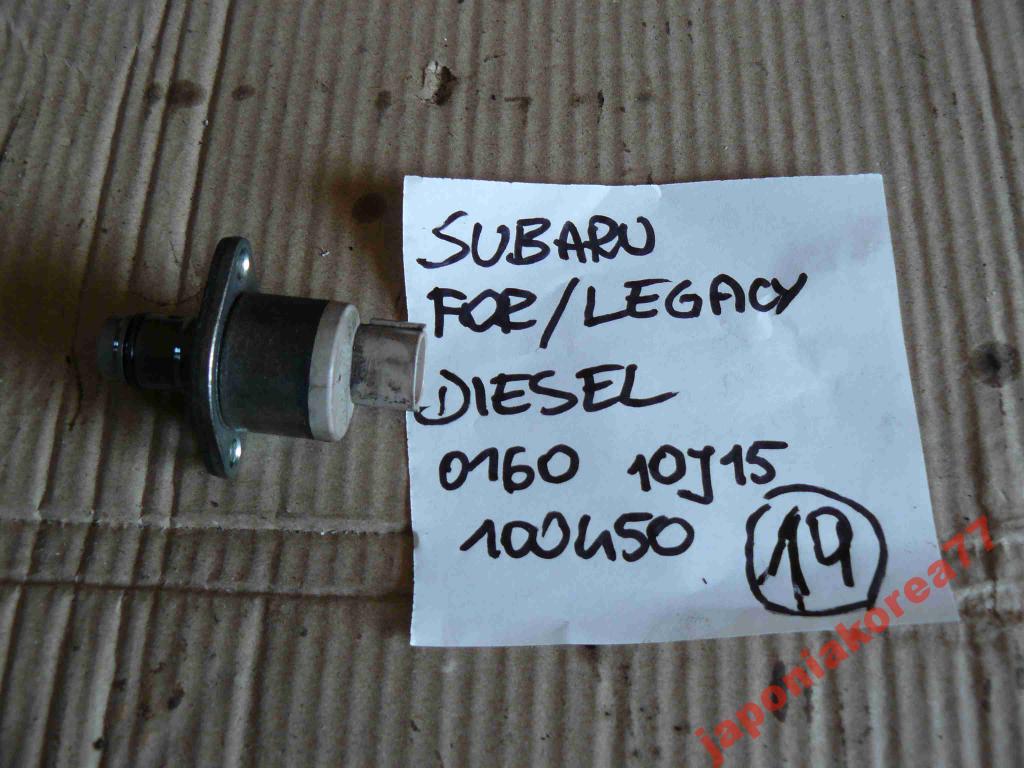 SUBARU
FOR/LEGACY
DIESEL
0160 10J15
100450
19
japoniakorea77